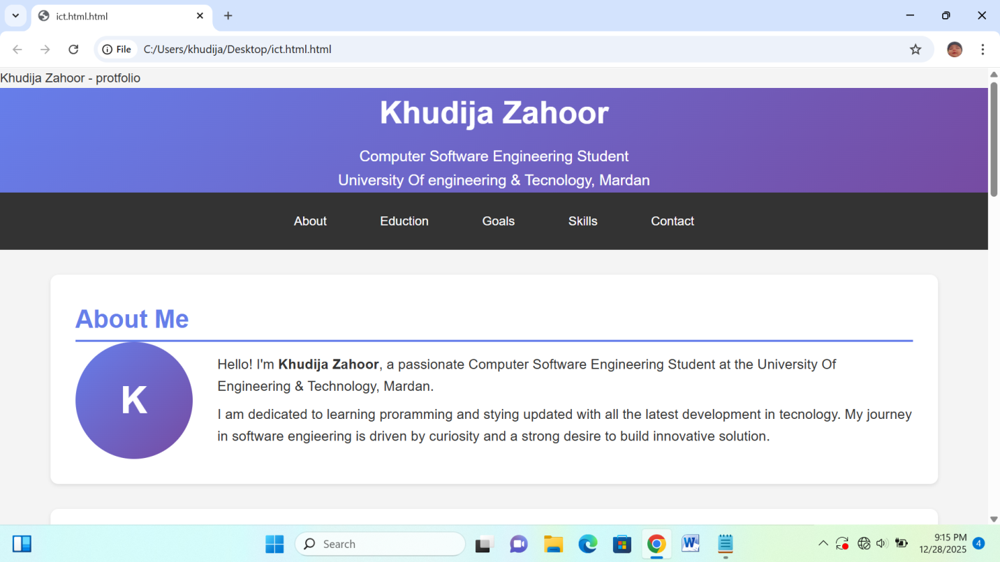 ict.html.html
File C:/Users/khudija/Desktop/ict.html.html
Khudija Zahoor - protfolio
Khudija Zahoor
Computer Software Engineering Student
University Of engineering & Tecnology, Mardan
About Eduction Goals Skills Contact
About Me
K
Hello! I'm Khudija Zahoor, a passionate Computer Software Engineering Student at the University Of
Engineering & Technology, Mardan.
I am dedicated to learning proramming and stying updated with all the latest development in tecnology. My journey
in software engieering is driven by curiosity and a strong desire to build innovative solution.
Search
W
9:15 PM
12/28/2025
4